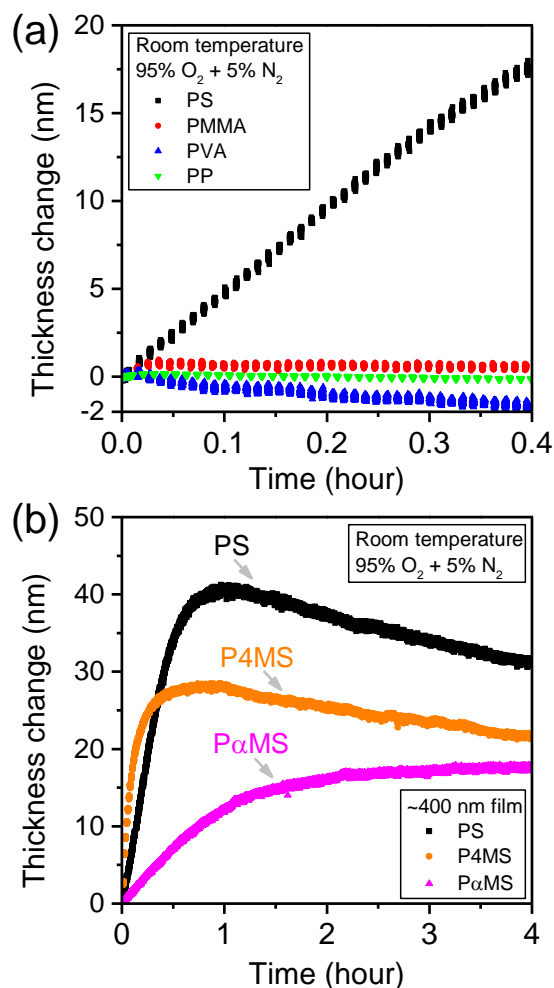 (a)
Room temperature
95% O₂ + 5% N₂
PS
PMMA
PVA
PP
Thickness change (nm)
20
15
10
5
0
-2
0.0 0.1 0.2 0.3 0.4
Time (hour)
(b)
Room temperature
95% O₂ + 5% N₂
PS
P4MS
PαMS
~400 nm film
PS
P4MS
PαMS
Thickness change (nm)
50
40
30
20
10
0
0 1 2 3 4
Time (hour)